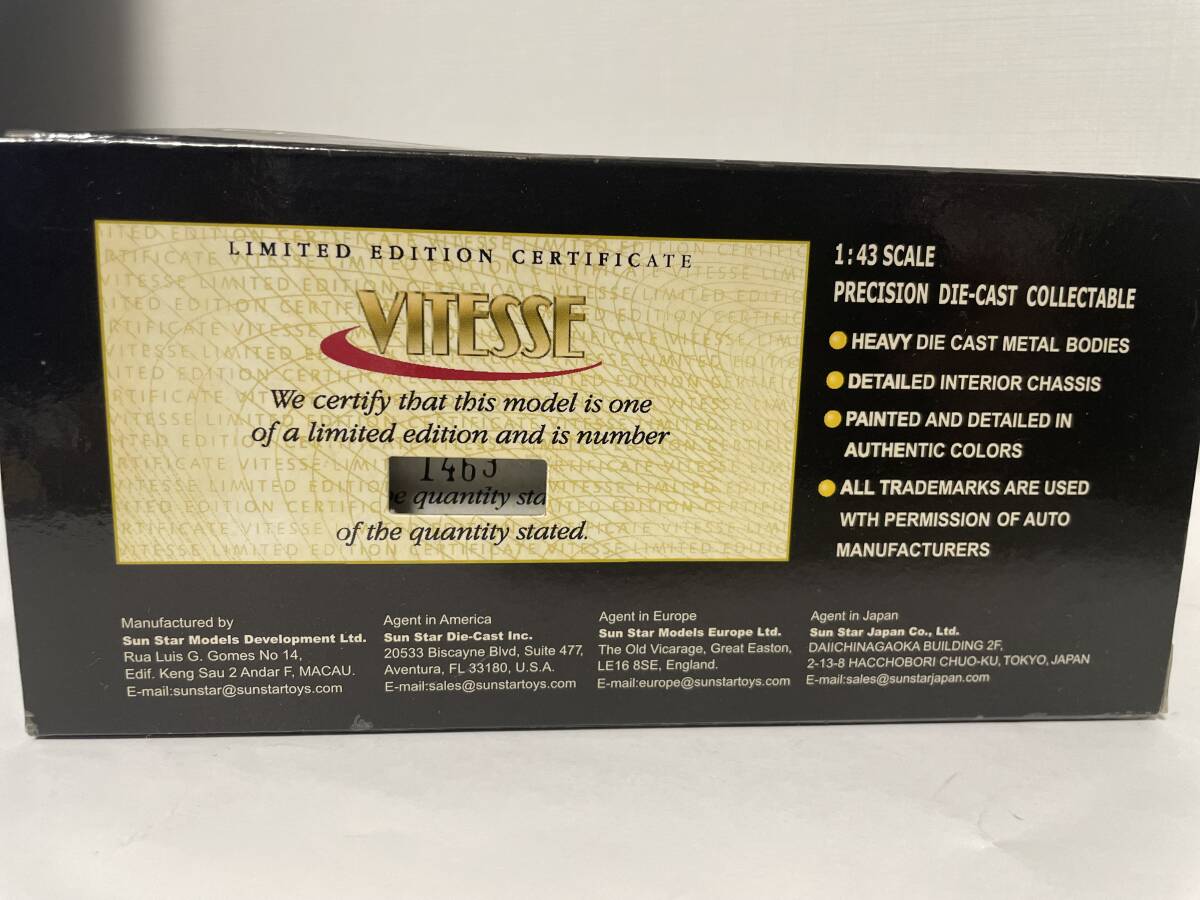 LIMITED EDITION CERTIFICATE
VITESSE
We certify that this model is one
of a limited edition and is number
quantity
of the quantity stated.
1:43 SCALE
PRECISION DIE-CAST COLLECTABLE
HEAVY DIE CAST METAL BODIES
DETAILED INTERIOR CHASSIS
PAINTED AND DETAILED IN
AUTHENTIC COLORS
ALL TRADEMARKS ARE USED
WTH PERMISSION OF AUTO
MANUFACTURERS
Manufactured by
Sun Star Models Development Ltd.
Rua Luis G. Gomes No 14,
Edif. Keng Sau 2 Andar F, MACAU.
E-mail:sunstar@sunstartoys.com
Agent in America
Sun Star Die-Cast Inc.
20533 Biscayne Blvd, Suite 477,
Aventura, FL 33180, U.S.A.
E-mail:sales@sunstartoys.com
Agent in Europe
Sun Star Models Europe Ltd.
The Old Vicarage, Great Easton,
LE16 8SE, England.
E-mail:europe@sunstartoys.com
Agent in Japan
Sun Star Japan Co., Ltd.
DAIICHINAGAOKA BUILDING 2F,
2-13-8 HACCHOBORI CHUO-KU, TOKYO, JAPAN
E-mail:sales@sunstarjapan.com